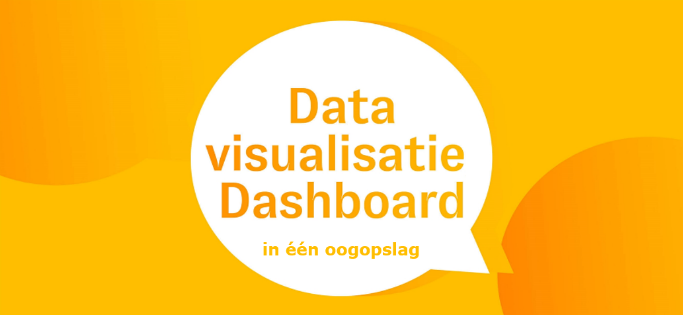 Data
visualisatie
Dashboard
in één oogopslag